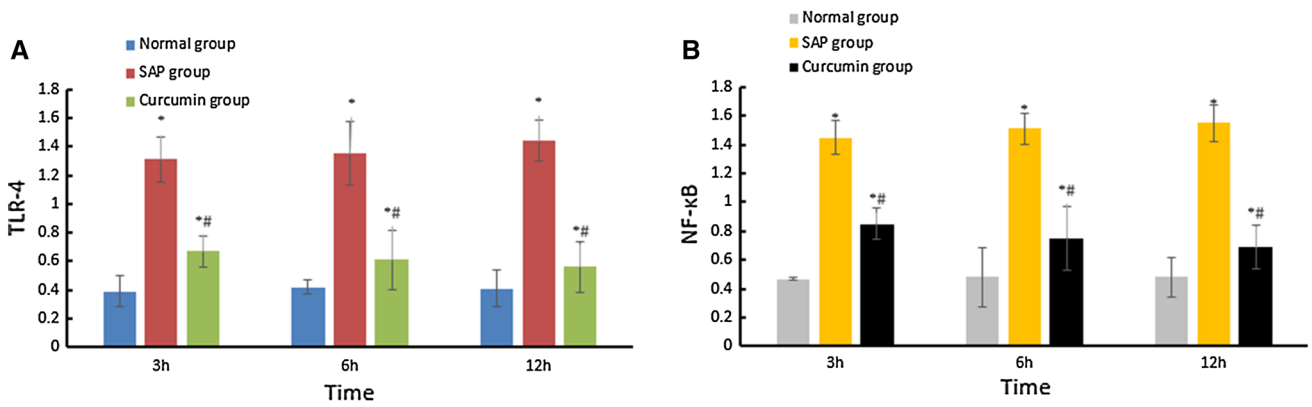 A
Normal group
SAP group
Curcumin group
TLR-4
1.8
1.6
1.4
1.2
1
0.8
0.6
0.4
0.2
0
*
*#
*
*#
*
*#
3h
6h
12h
Time
B
Normal group
SAP group
Curcumin group
NF-κB
1.8
1.6
1.4
1.2
1
0.8
0.6
0.4
0.2
0
*
*#
*
*#
*
*#
3h
6h
12h
Time